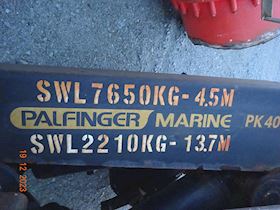 SWL7650KG-4.5M
PALFINGER MARINE PK40
SWL2210KG-13.7M
19 12 2023